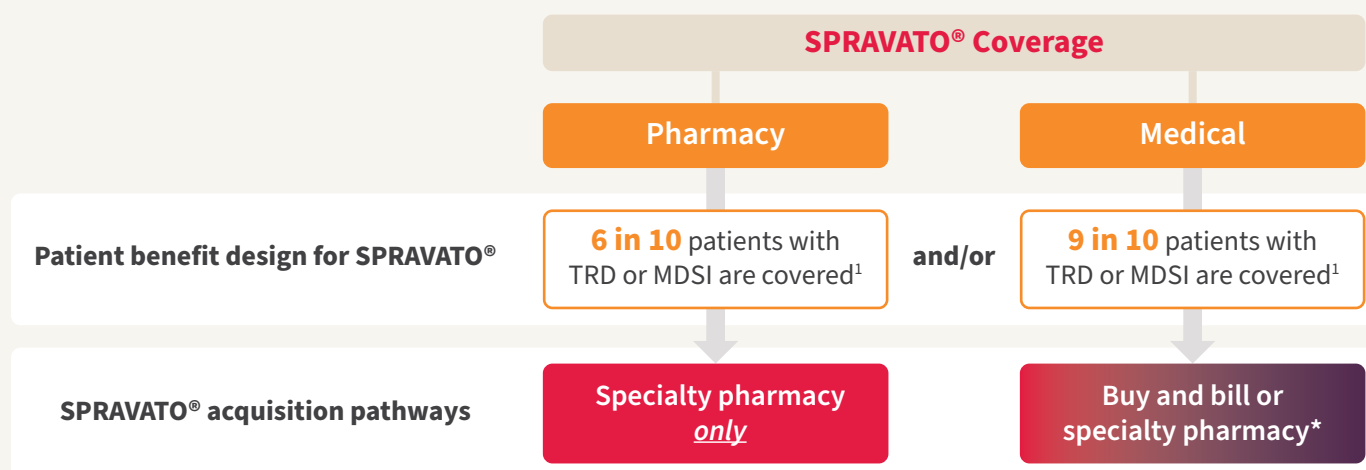 SPRAVATO® Coverage
Pharmacy
Medical
Patient benefit design for SPRAVATO®
6 in 10 patients with
TRD or MDSI are covered¹
and/or
9 in 10 patients with
TRD or MDSI are covered¹
SPRAVATO® acquisition pathways
Specialty pharmacy
only
Buy and bill or
specialty pharmacy*